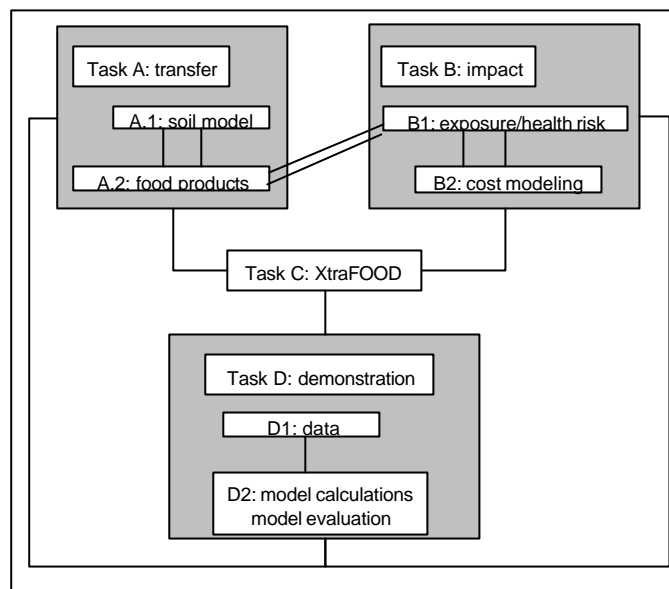 Task A: transfer
A.1: soil model
A.2: food products
Task B: impact
B1: exposure/health risk
B2: cost modeling
Task C: XtraFOOD
Task D: demonstration
D1: data
D2: model calculations
model evaluation